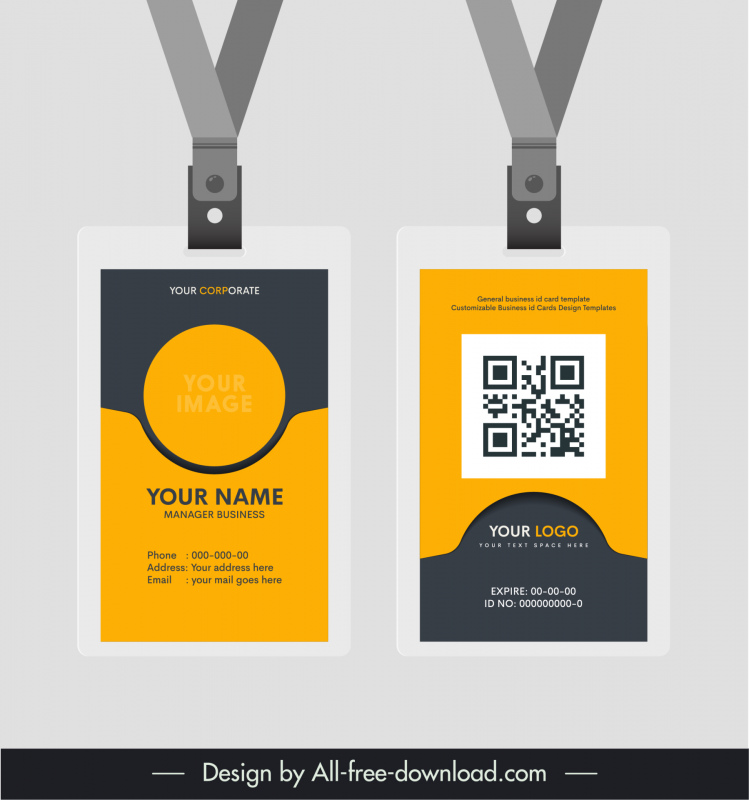 YOUR CORPORATE
YOUR
IMAGE
YOUR NAME
MANAGER BUSINESS
Phone : 000-000-00
Address: Your address here
Email : your mail goes here
General business id card template
Customizable Business id Cards Design Templates
YOUR LOGO
YOUR TEXT SPACE HERE
EXPIRE: 00-00-00
ID NO: 000000000-0
Design by All-free-download.com